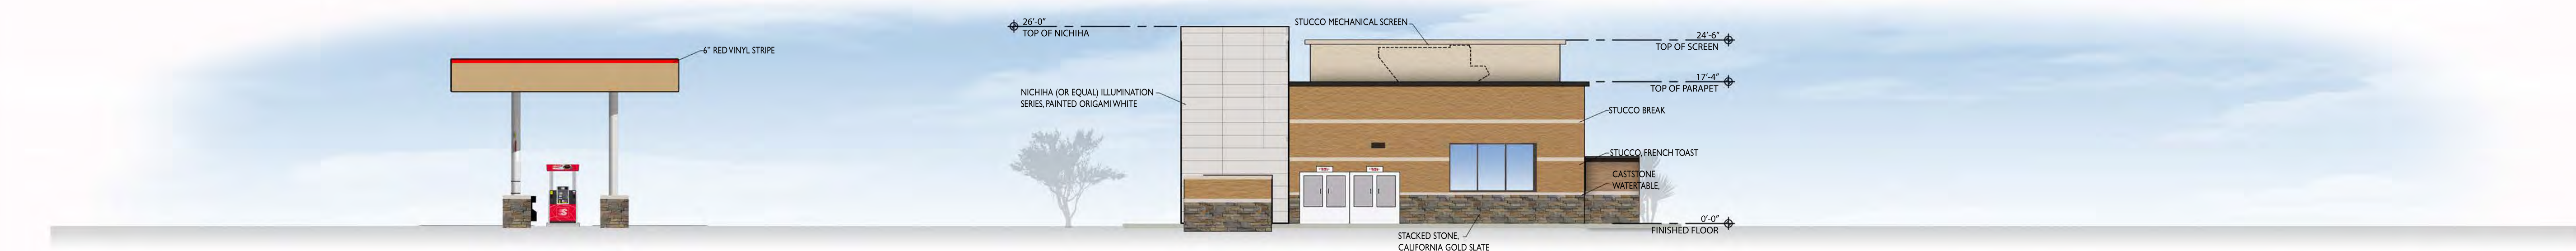 6" RED VINYL STRIPE
26'-0"
TOP OF NICHIHA
NICHIHA (OR EQUAL) ILLUMINATION
SERIES, PAINTED ORIGAMI WHITE
STUCCO MECHANICAL SCREEN
24'-6"
TOP OF SCREEN
17'-4"
TOP OF PARAPET
STUCCO BREAK
STUCCO, FRENCH TOAST
CASTSTONE
WATERTABLE,
0'-0"
FINISHED FLOOR
STACKED STONE,
CALIFORNIA GOLD SLATE